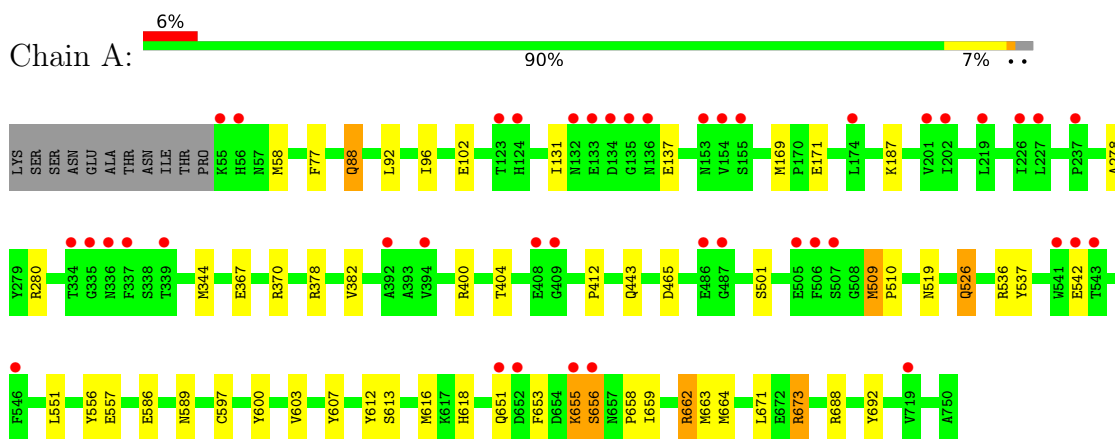 6%
Chain A:
90% 7% • •
LYS SER SER ASN GLU ALA THR ASN ILE THR PRO K55 H56 N57 M58 F77 Q88 L92 I96 E102 T123 H124 I131 N132 E133 D134 G135 N136 E137 N153 V154 S155 M169 P170 E171 L174 K187 V201 I202 L219 I226 L227 P237 A278
Y279 R280 T334 G335 N336 F337 S338 T339 M344 E367 R370 R378 V382 A392 A393 V394 R400 T404 E408 G409 P412 Q443 D465 E486 G487 S501 E505 F506 S507 G508 M509 P510 N519 Q526 R536 Y537 W541 E542 T543
F546 L551 Y556 E557 E586 N589 C597 Y600 V603 Y607 Y612 S613 M616 K617 H618 Q651 D652 F653 D654 K655 S656 N657 P658 I659 R662 M663 M664 L671 E672 R673 R688 Y692 V719 A750